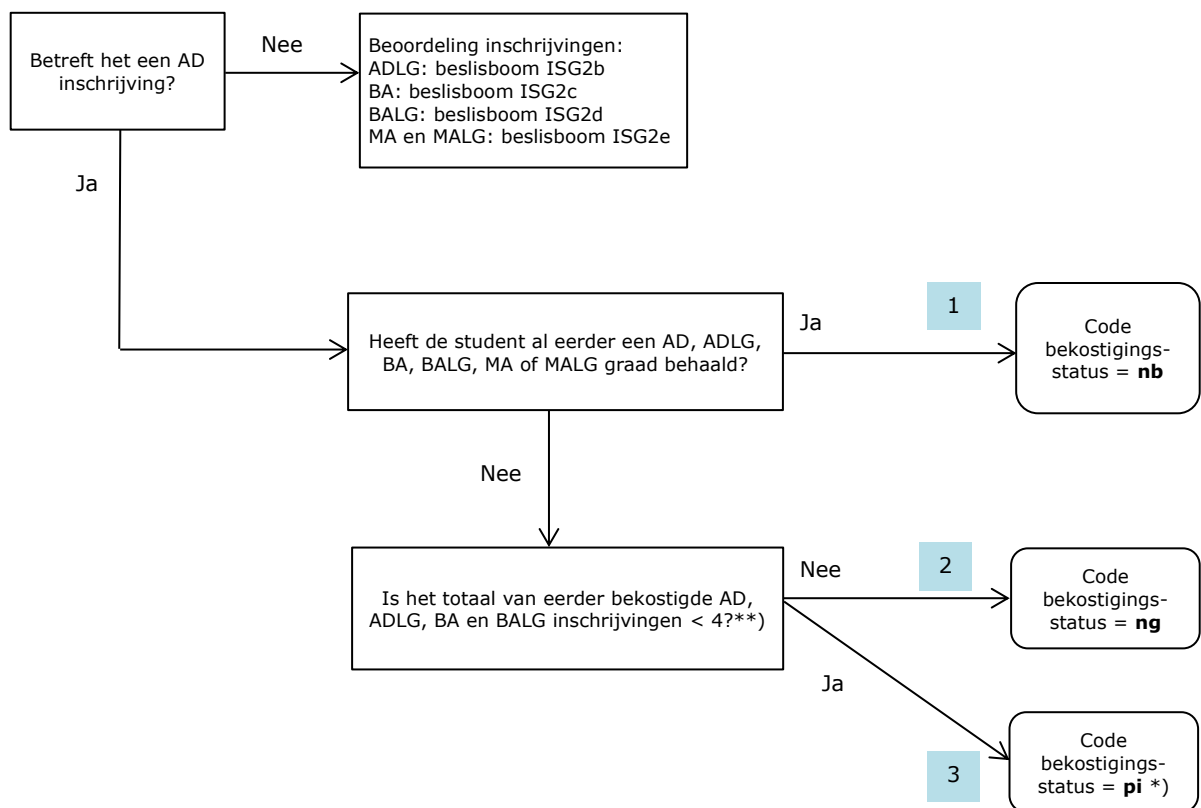 Betreft het een AD
inschrijving?
Nee
Beoordeling inschrijvingen:
ADLG: beslisboom ISG2b
BA: beslisboom ISG2c
BALG: beslisboom ISG2d
MA en MALG: beslisboom ISG2e
Ja
Heeft de student al eerder een AD, ADLG,
BA, BALG, MA of MALG graad behaald?
Ja
1
Code
bekostigings-
status = nb
Nee
Is het totaal van eerder bekostigde AD,
ADLG, BA en BALG inschrijvingen < 4?**)
Nee
2
Code
bekostigings-
status = ng
Ja
3
Code
bekostigings-
status = pi *)